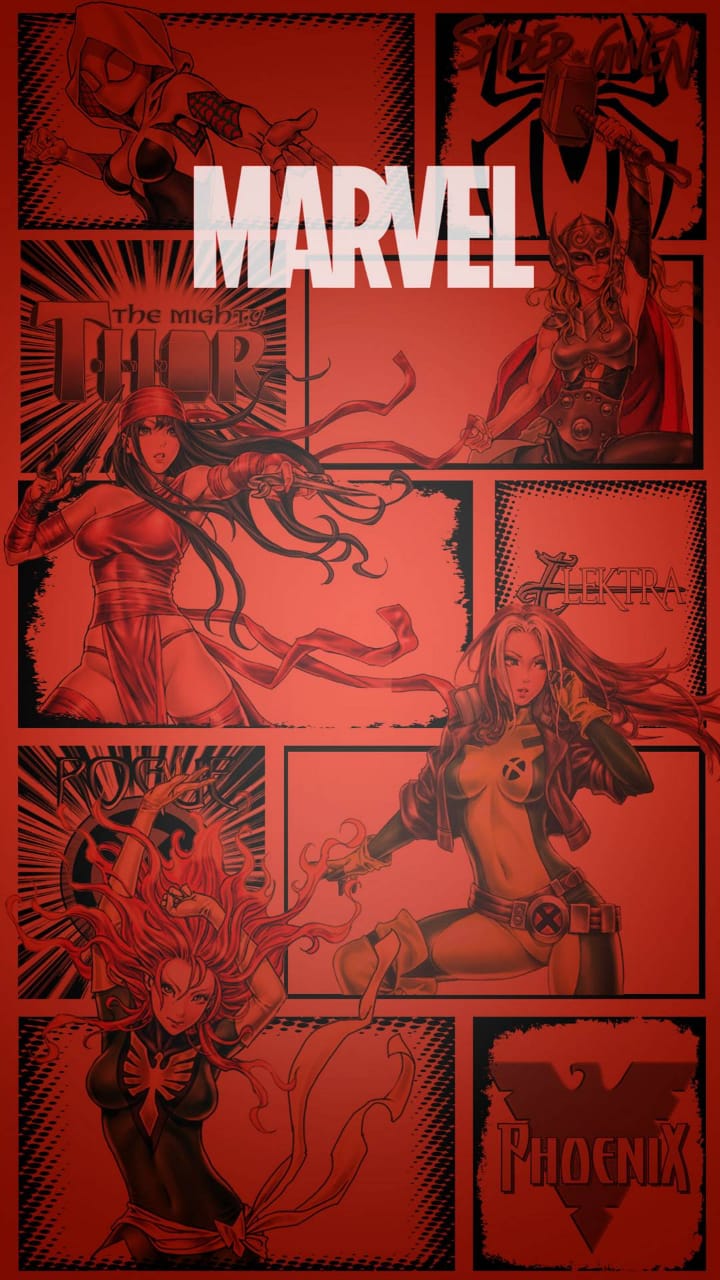 SPIDER-GWEN
MARVEL
THE MIGHTY
THOR
ELEKTRA
ROGUE
PHOENIX